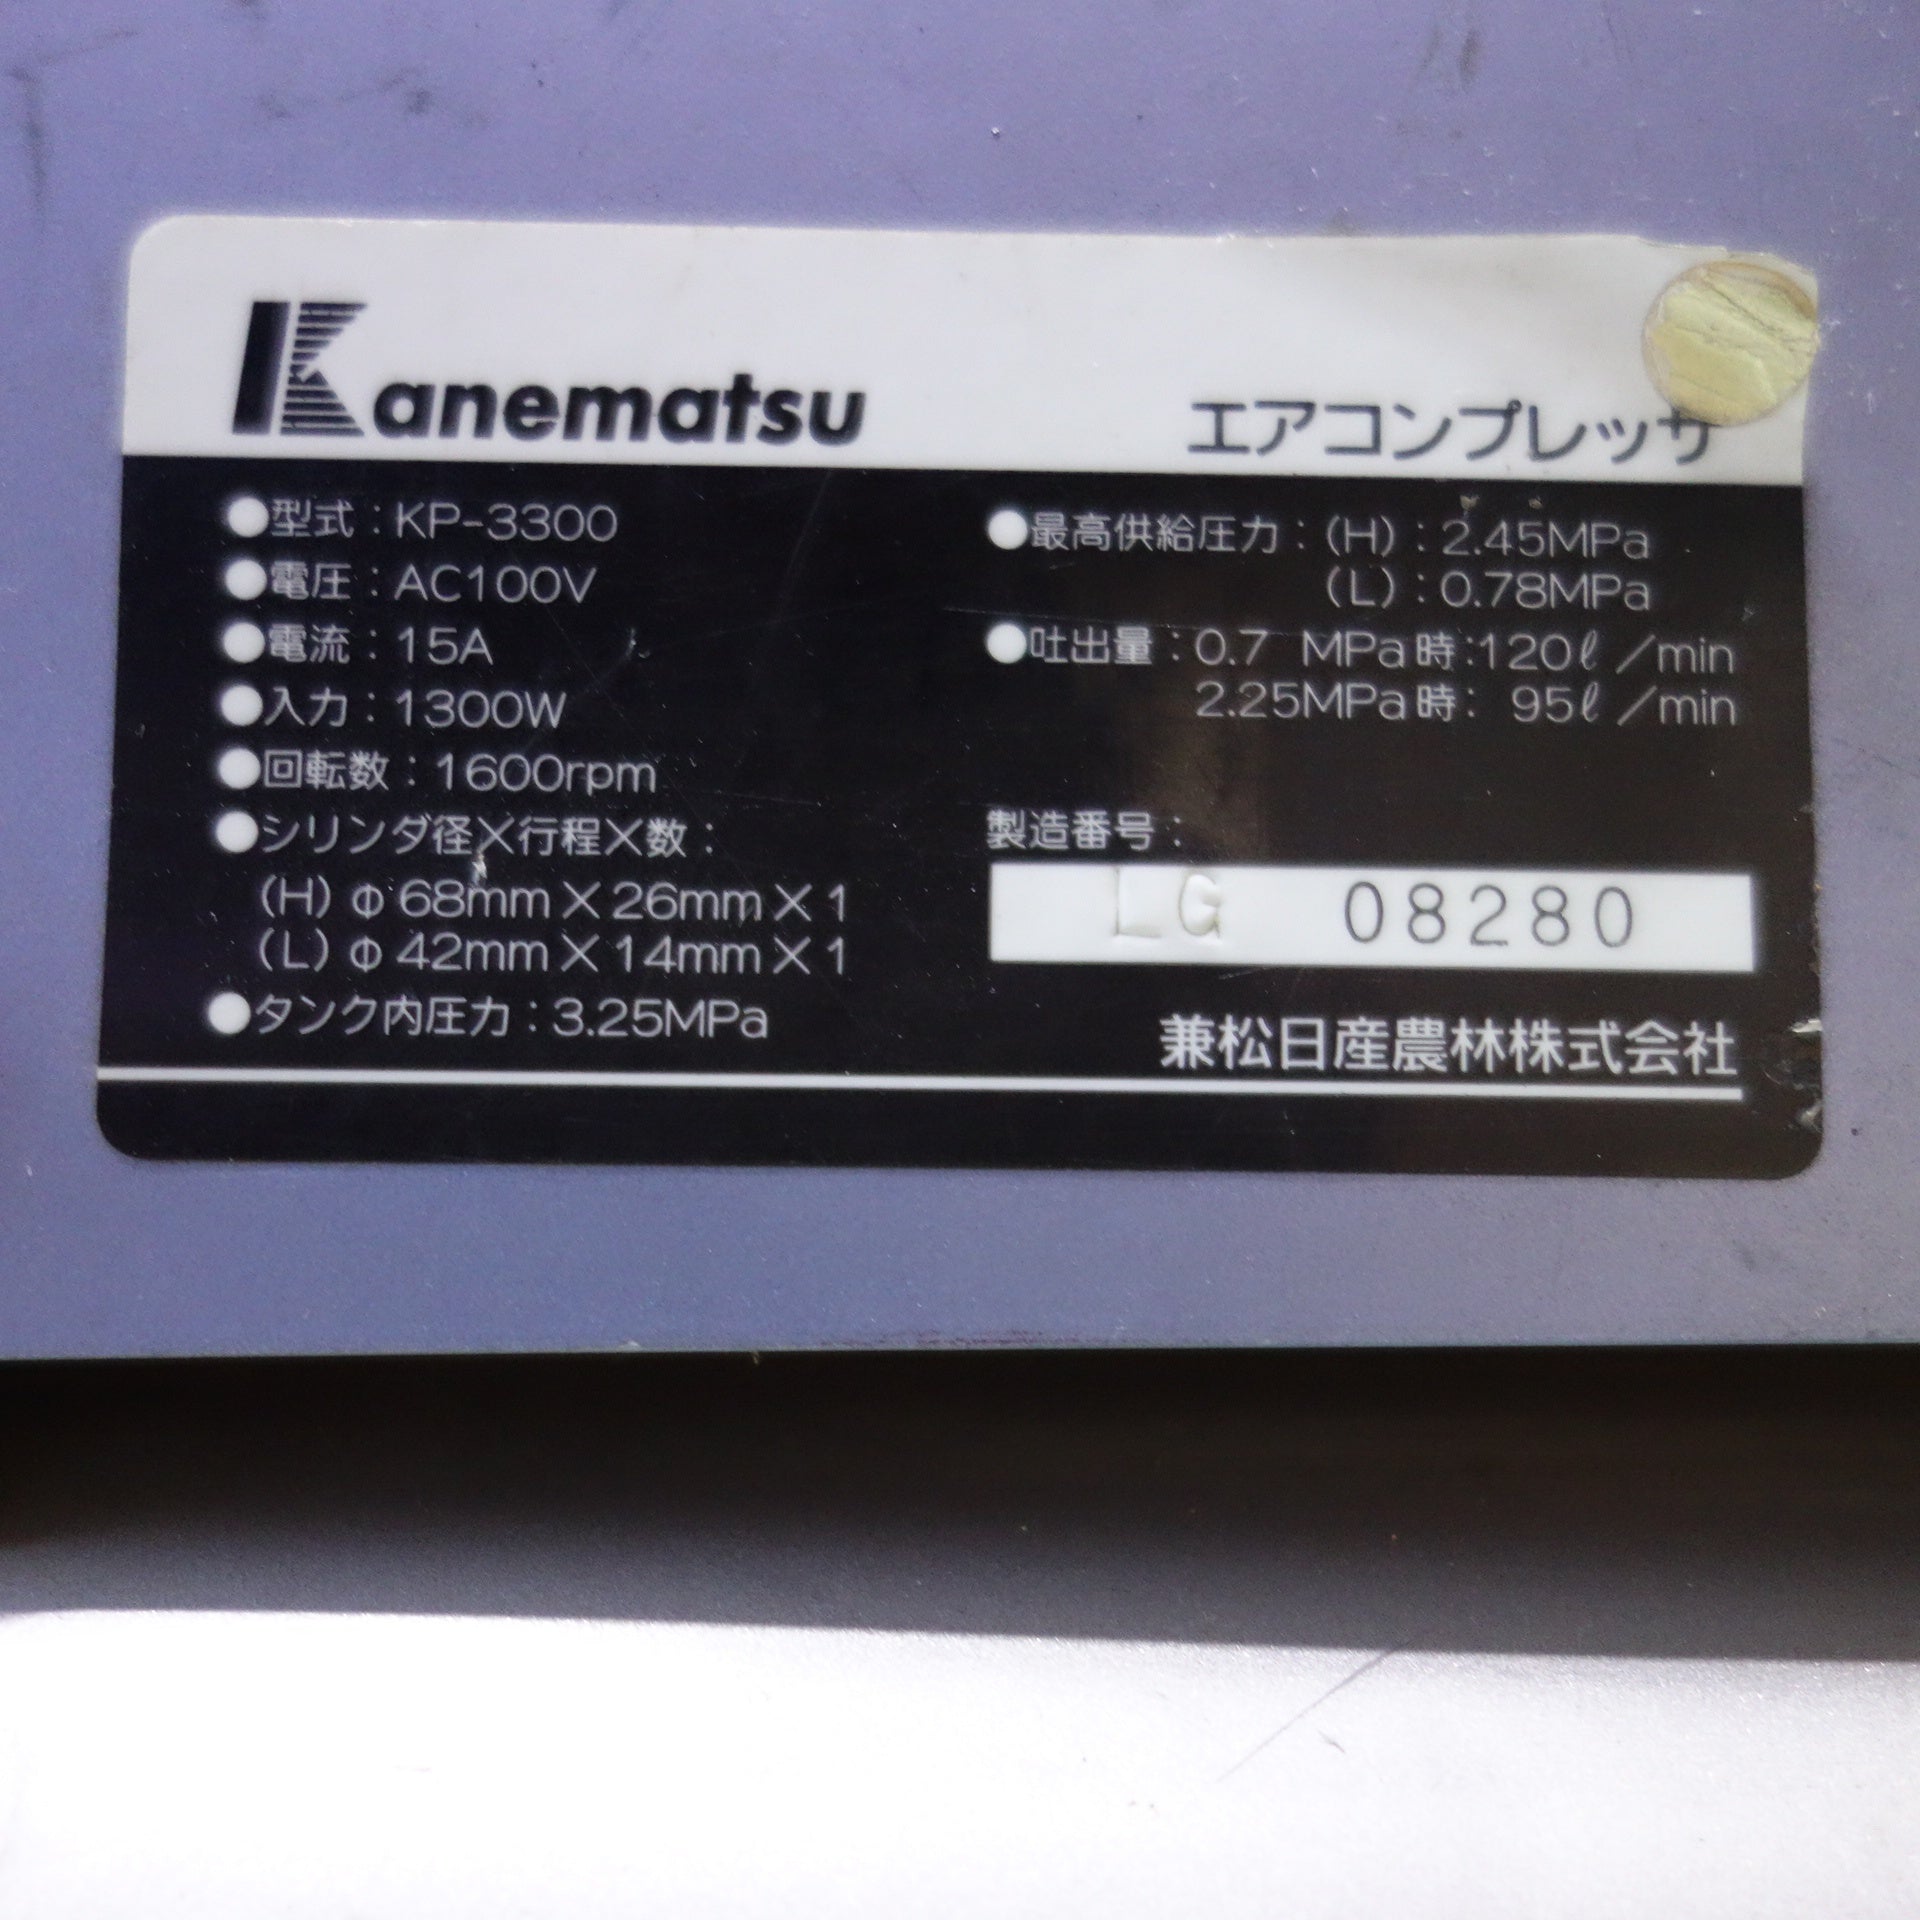 Kanematsu
エアコンプレッサ
●型式：KP-3300
●電圧：AC100V
●電流：15A
●入力：1300W
●回転数：1600rpm
●シリンダ径×行程×数：
(H) φ68mm×26mm×1
(L) φ42mm×14mm×1
●タンク内圧力：3.25MPa
●最高供給圧力：(H)：2.45MPa
(L)：0.78MPa
●吐出量：0.7 MPa時：120ℓ/min
2.25MPa時： 95ℓ/min
製造番号：
LG 08280
兼松日産農林株式会社